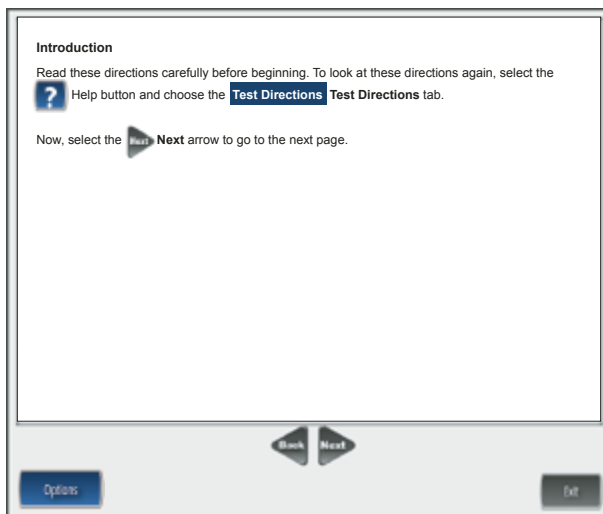 Introduction
Read these directions carefully before beginning. To look at these directions again, select the
? Help button and choose the Test Directions Test Directions tab.
Now, select the Next Next arrow to go to the next page.
Back Next
Options Exit